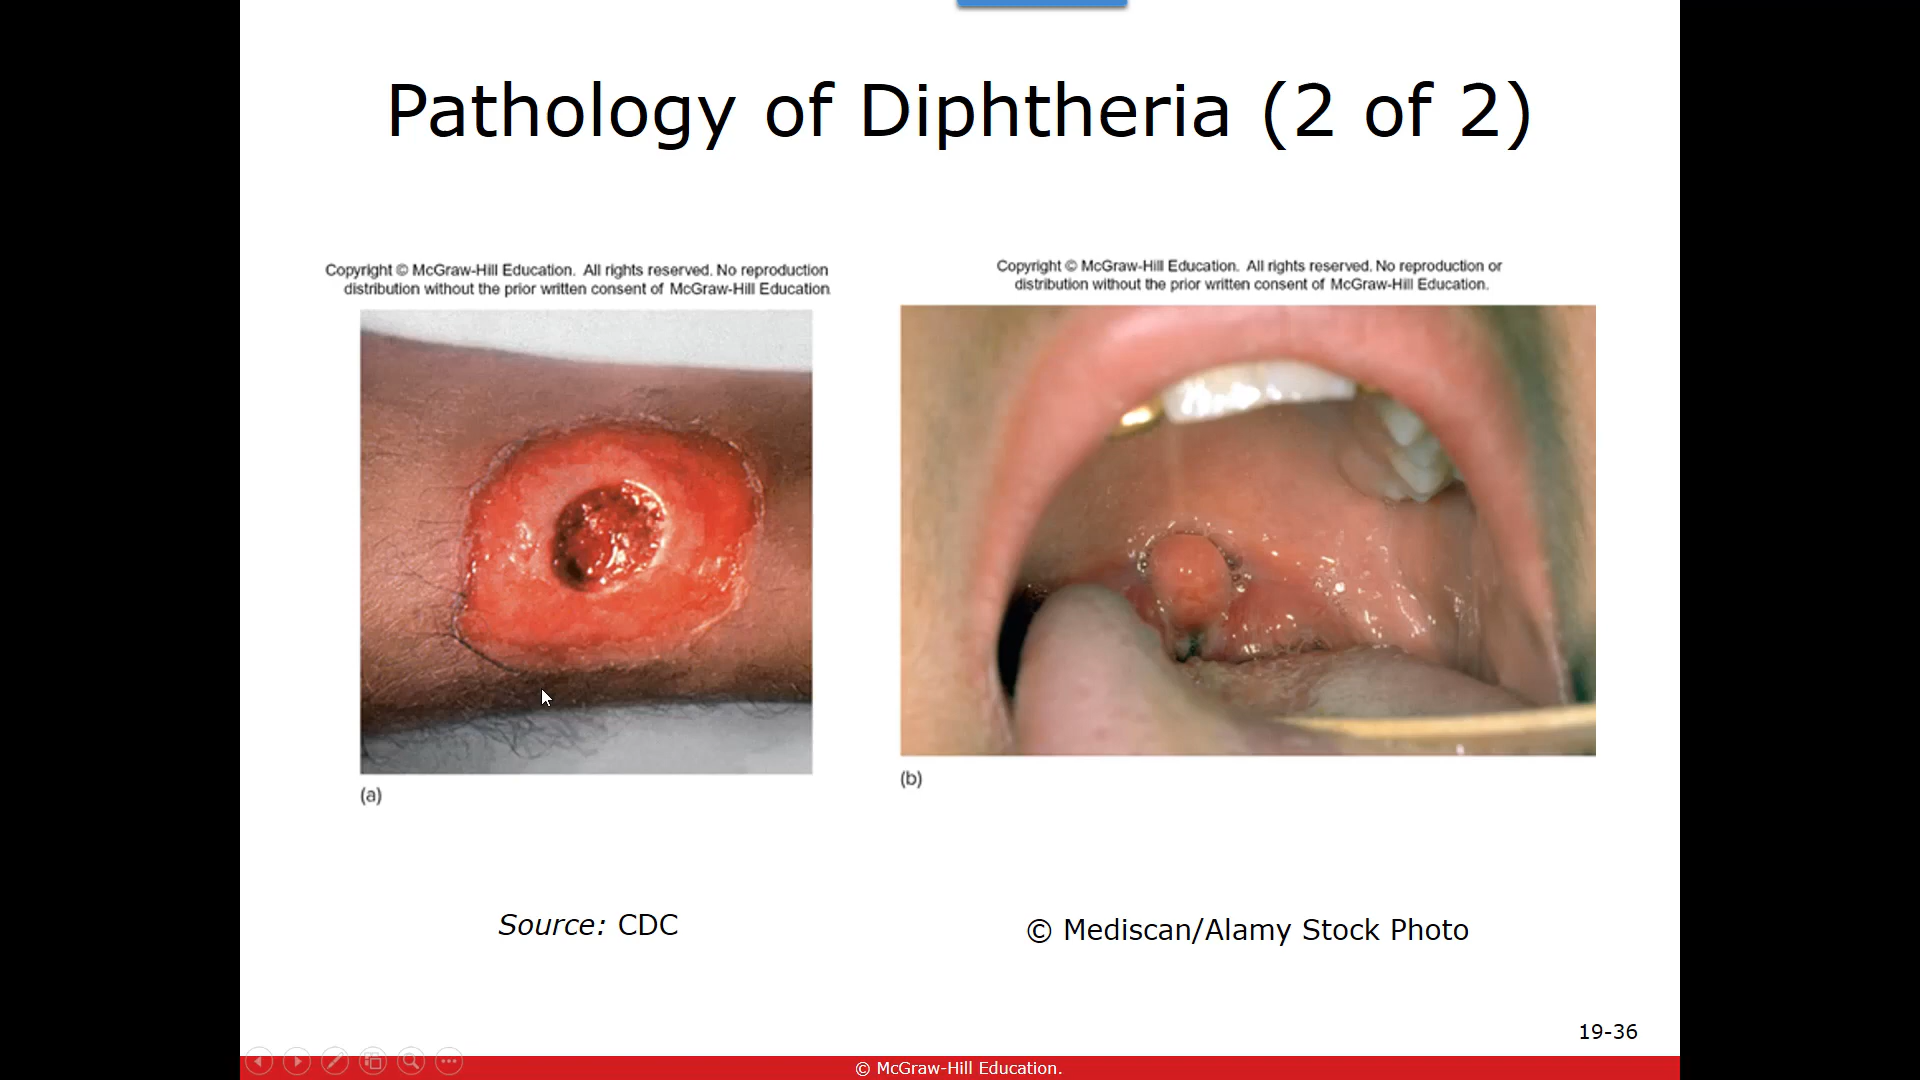 Pathology of Diphtheria (2 of 2)
Copyright © McGraw-Hill Education. All rights reserved. No reproduction
distribution without the prior written consent of McGraw-Hill Education
(a)
Source: CDC
Copyright © McGraw-Hill Education. All rights reserved. No reproduction or
distribution without the prior written consent of McGraw-Hill Education.
(b)
© Mediscan/Alamy Stock Photo
19-36
© McGraw-Hill Education.